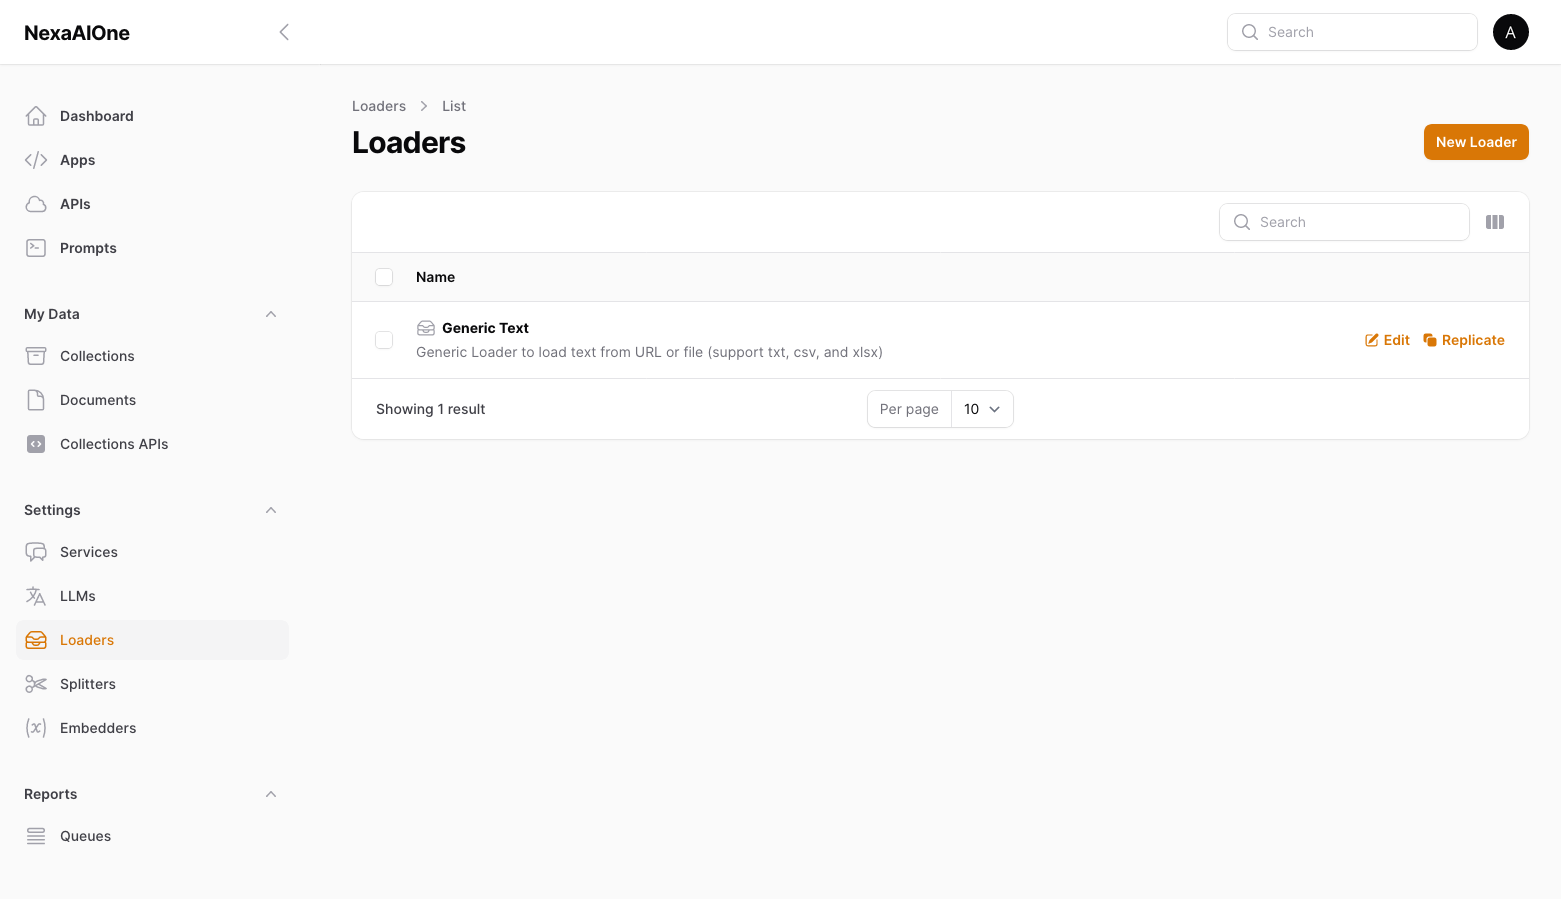 NexaAIOne
Search
A
Dashboard
Apps
APIs
Prompts
My Data
Collections
Documents
Collections APIs
Settings
Services
LLMs
Loaders
Splitters
Embedders
Reports
Queues
Loaders > List
Loaders
New Loader
Search
Name
Generic Text
Generic Loader to load text from URL or file (support txt, csv, and xlsx)
Edit
Replicate
Showing 1 result
Per page
10